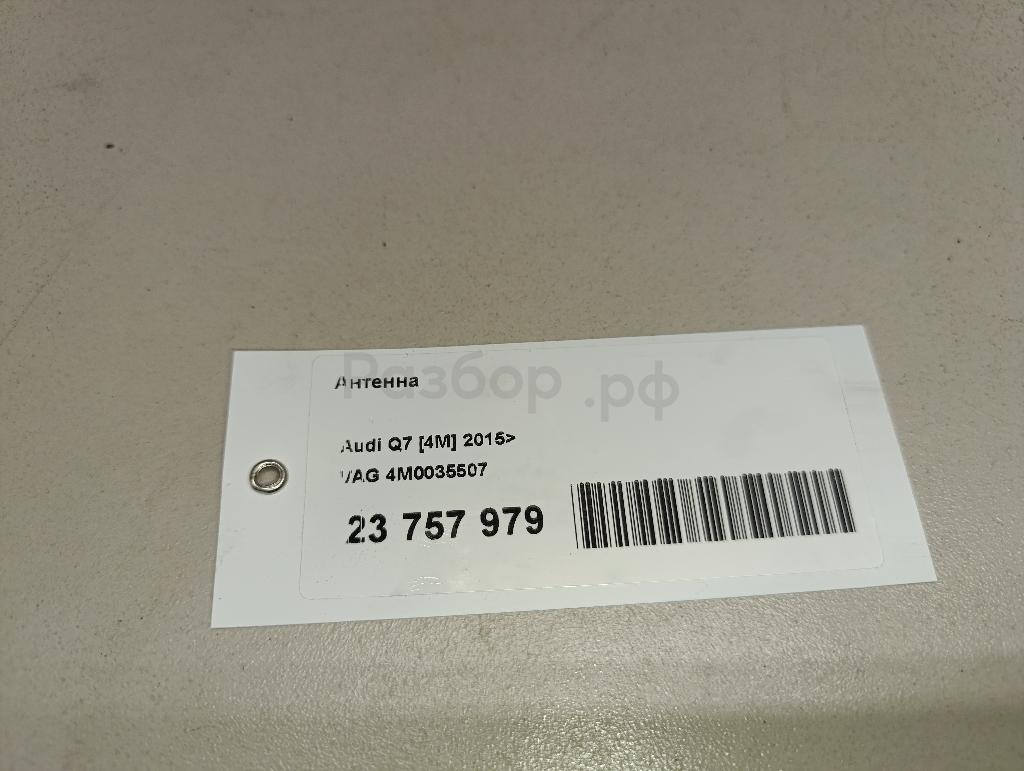 Разбор.рф
Антенна
Audi Q7 [4M] 2015>
VAG 4M0035507
23 757 979